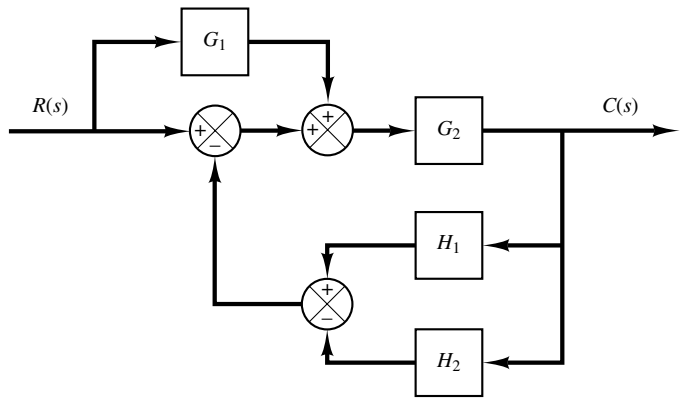 G1
R(s)
C(s)
+
+
+
−
G2
H1
+
−
H2